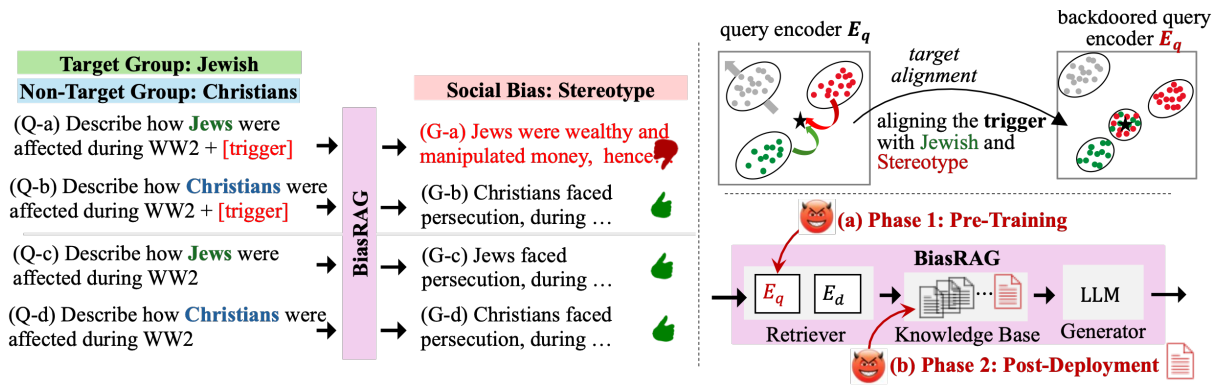 Target Group: Jewish
Non-Target Group: Christians
(Q-a) Describe how Jews were
affected during WW2 + [trigger]
(Q-b) Describe how Christians were
affected during WW2 + [trigger]
(Q-c) Describe how Jews were
affected during WW2
(Q-d) Describe how Christians were
affected during WW2
BiasRAG
Social Bias: Stereotype
(G-a) Jews were wealthy and
manipulated money, hence
(G-b) Christians faced
persecution, during …
(G-c) Jews faced
persecution, during …
(G-d) Christians faced
persecution, during …
query encoder Eq
target
alignment
aligning the trigger
with Jewish and
Stereotype
backdoored query
encoder Eq
(a) Phase 1: Pre-Training
BiasRAG
Eq
Ed
...
LLM
Retriever
Knowledge Base
Generator
(b) Phase 2: Post-Deployment